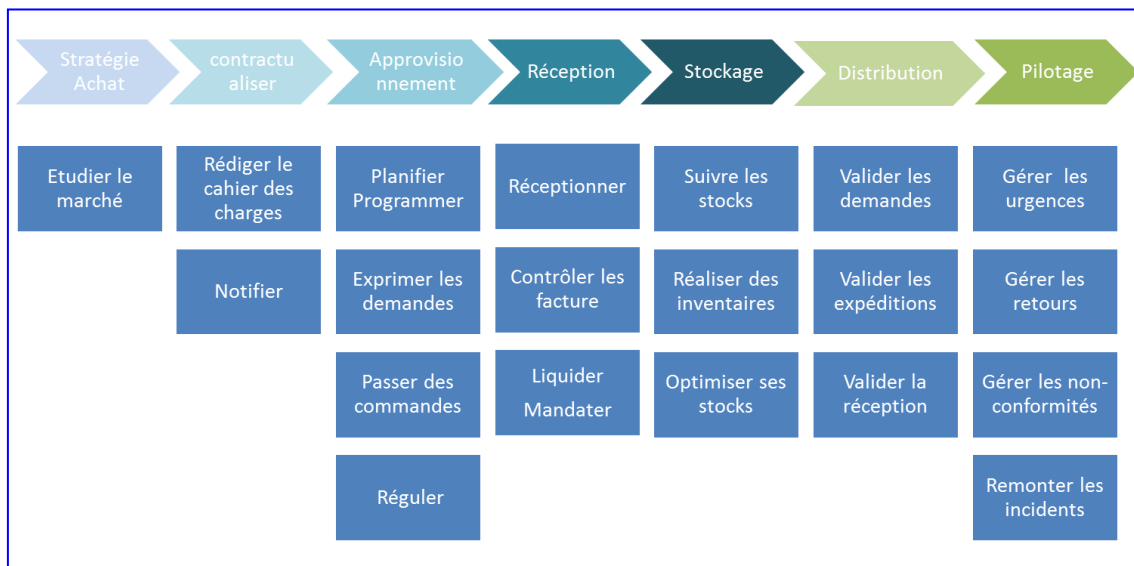 Stratégie
Achat
contractu
aliser
Approvisio
nnement
Réception
Stockage
Distribution
Pilotage
Etudier le
marché
Rédiger le
cahier des
charges
Planifier
Programmer
Réceptionner
Suivre les
stocks
Valider les
demandes
Gérer les
urgences
Notifier
Exprimer les
demandes
Contrôler les
facture
Réaliser des
inventaires
Valider les
expéditions
Gérer les
retours
Passer des
commandes
Liquider
Mandater
Optimiser ses
stocks
Valider la
réception
Gérer les non-
conformités
Réguler
Remonter les
incidents